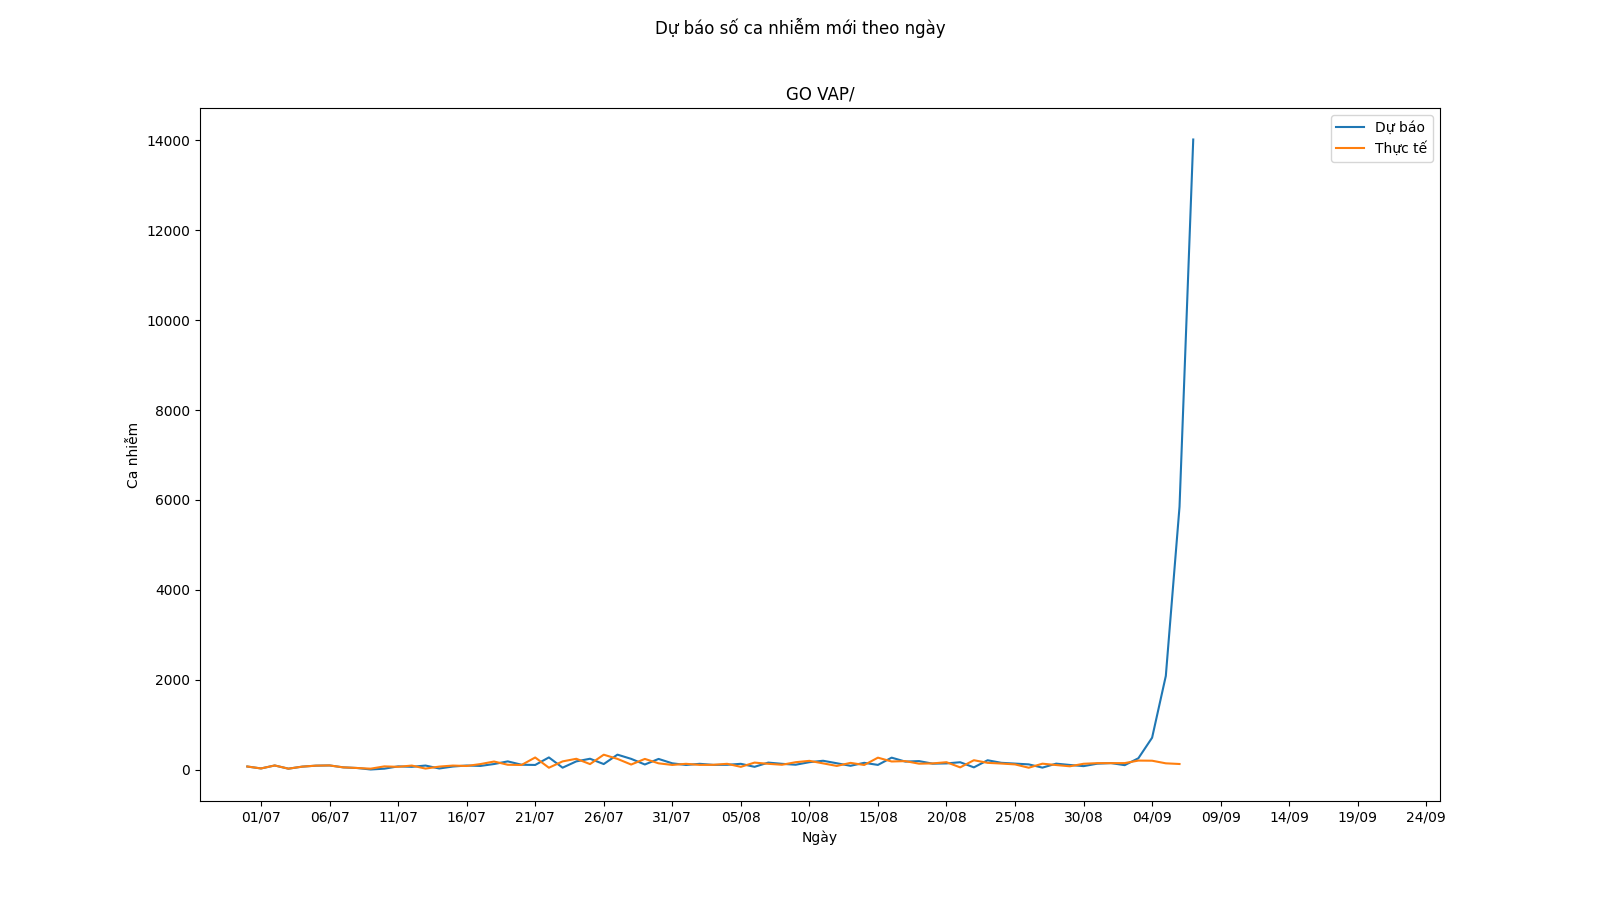 Dự báo số ca nhiễm mới theo ngày
GO VAP/
Dự báo
Thực tế
14000
12000
10000
8000
6000
4000
2000
0
Ca nhiễm
01/07 06/07 11/07 16/07 21/07 26/07 31/07 05/08 10/08 15/08 20/08 25/08 30/08 04/09 09/09 14/09 19/09 24/09
Ngày